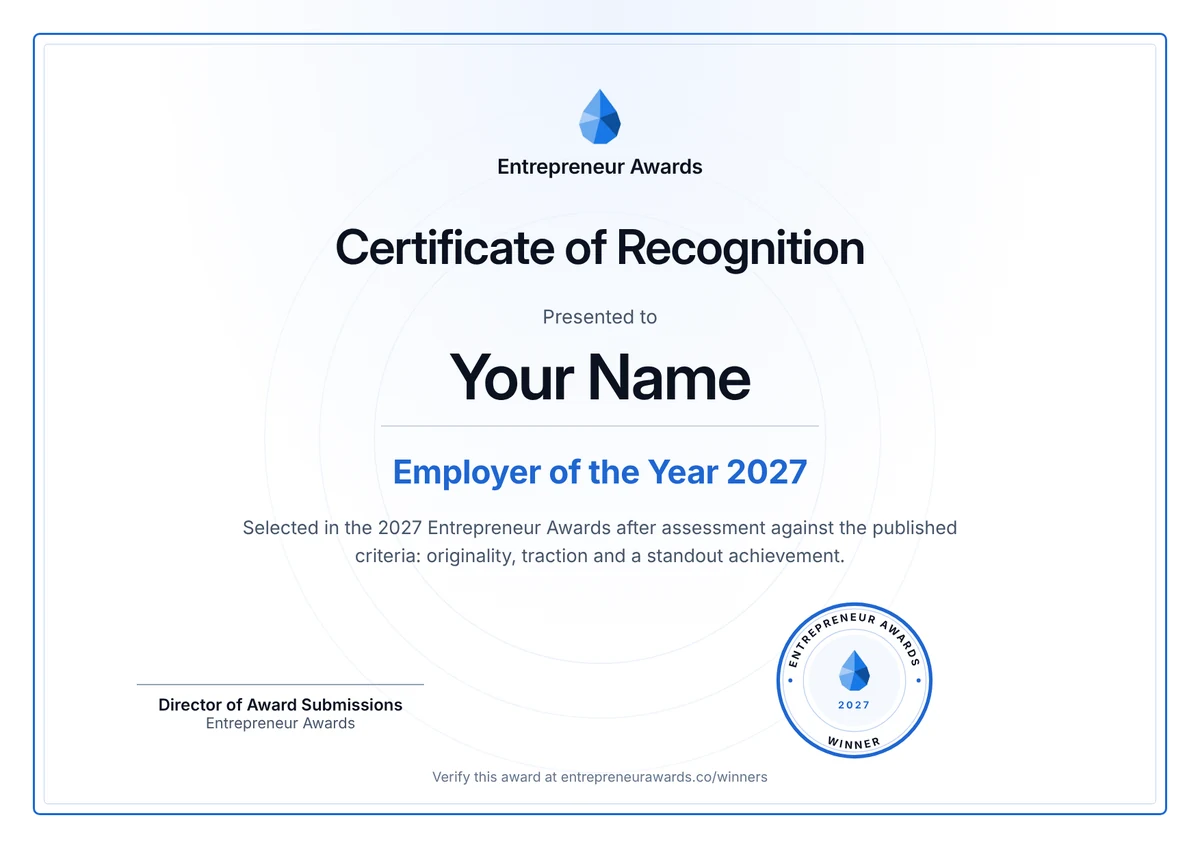 Entrepreneur Awards
Certificate of Recognition
Presented to
Your Name
Employer of the Year 2027
Selected in the 2027 Entrepreneur Awards after assessment against the published
criteria: originality, traction and a standout achievement.
ENTREPRENEUR AWARDS
2027
WINNER
Director of Award Submissions
Entrepreneur Awards
Verify this award at entrepreneurawards.co/winners